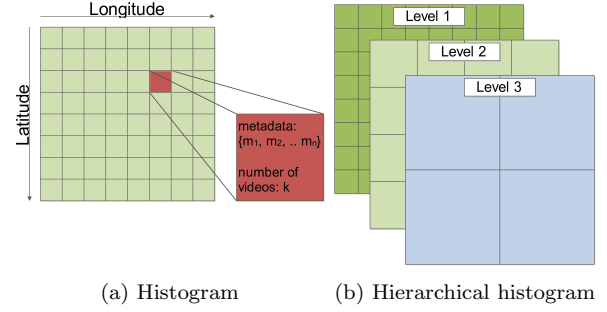 Longitude
Latitude
metadata:
{m₁, m₂, .. mₙ}
number of
videos: k
(a) Histogram
Level 1
Level 2
Level 3
(b) Hierarchical histogram